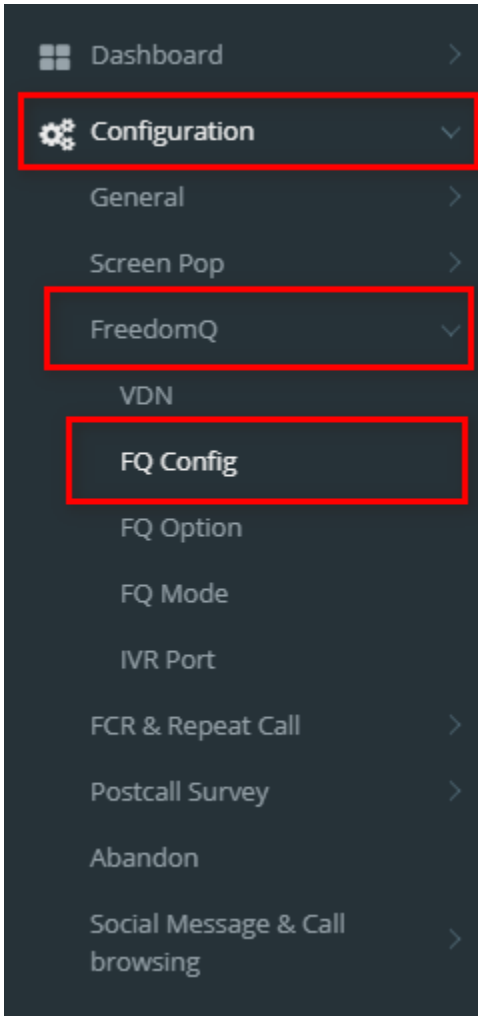 Dashboard
Configuration
General
Screen Pop
FreedomQ
VDN
FQ Config
FQ Option
FQ Mode
IVR Port
FCR & Repeat Call
Postcall Survey
Abandon
Social Message & Call
browsing